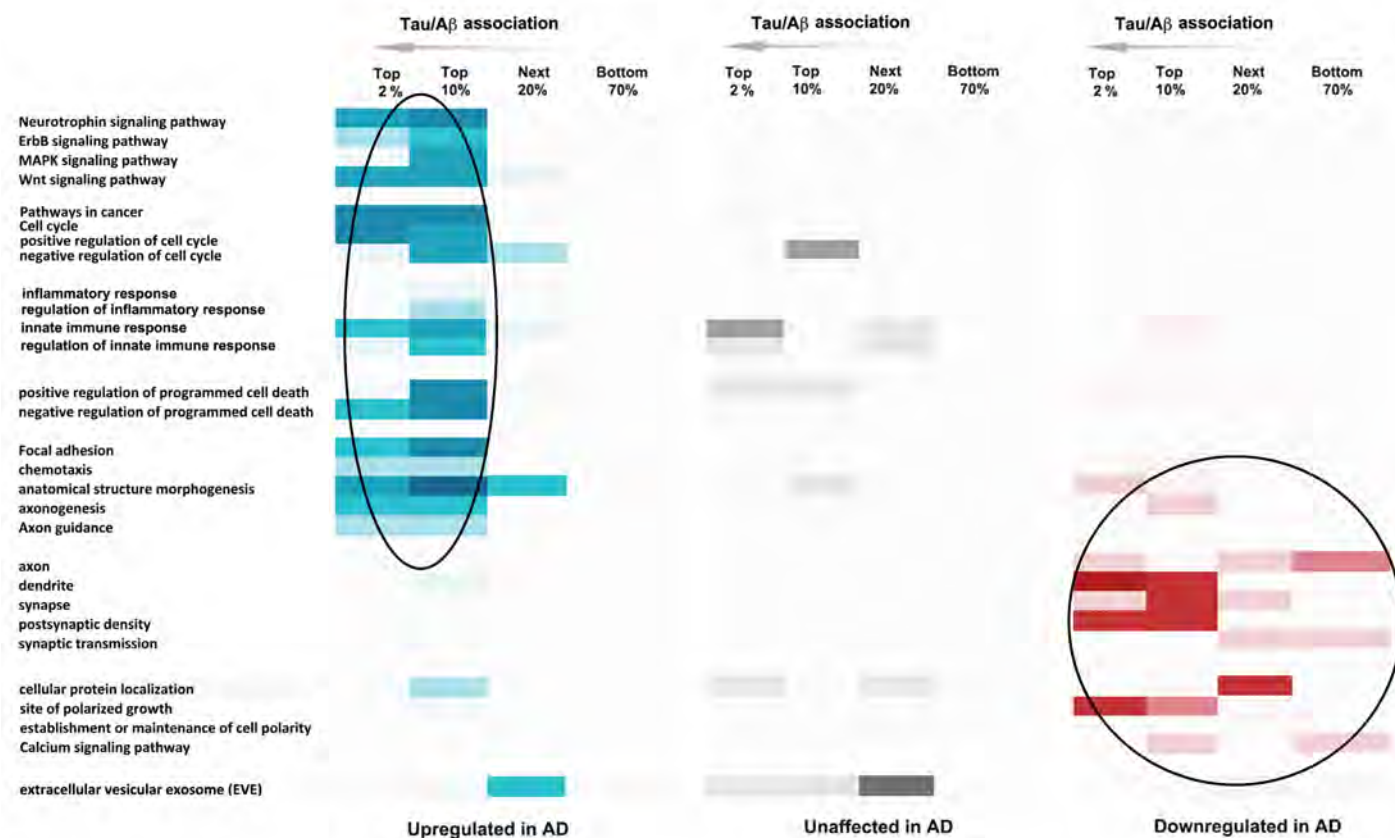 Tau/Aβ association Tau/Aβ association Tau/Aβ association
Top Top Next Bottom Top Top Next Bottom Top Top Next Bottom
2 % 10% 20% 70% 2 % 10% 20% 70% 2 % 10% 20% 70%
Neurotrophin signaling pathway
ErbB signaling pathway
MAPK signaling pathway
Wnt signaling pathway
Pathways in cancer
Cell cycle
positive regulation of cell cycle
negative regulation of cell cycle
inflammatory response
regulation of inflammatory response
innate immune response
regulation of innate immune response
positive regulation of programmed cell death
negative regulation of programmed cell death
Focal adhesion
chemotaxis
anatomical structure morphogenesis
axonogenesis
Axon guidance
axon
dendrite
synapse
postsynaptic density
synaptic transmission
cellular protein localization
site of polarized growth
establishment or maintenance of cell polarity
Calcium signaling pathway
extracellular vesicular exosome (EVE)
Upregulated in AD Unaffected in AD Downregulated in AD